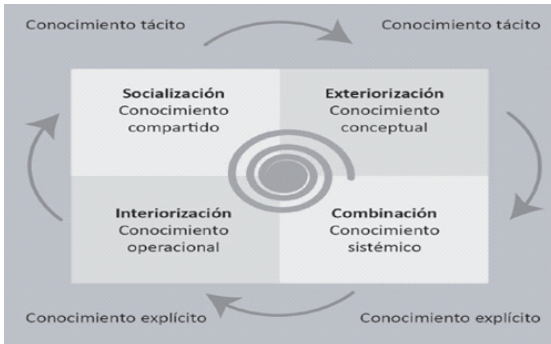 Conocimiento tácito
Conocimiento tácito
Socialización
Conocimiento
compartido
Exteriorización
Conocimiento
conceptual
Interiorización
Conocimiento
operacional
Combinación
Conocimiento
sistémico
Conocimiento explícito
Conocimiento explícito